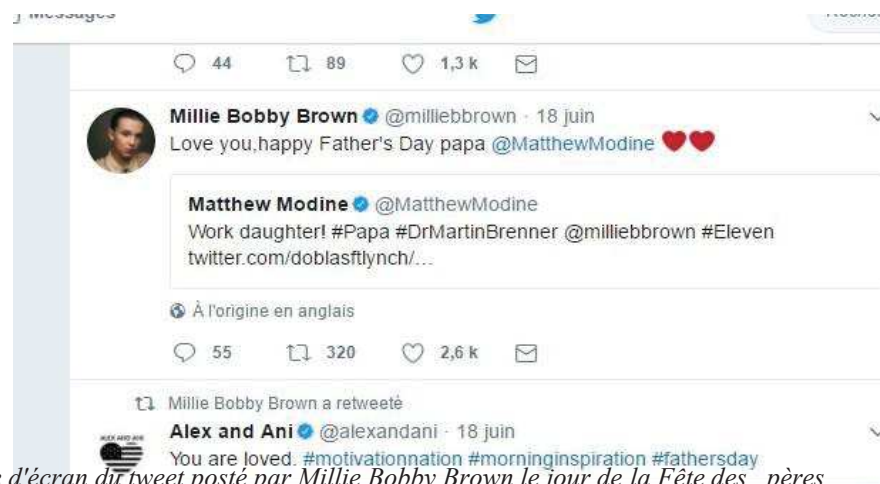 Messages
44 89 1,3 k
Millie Bobby Brown @milliebbrown · 18 juin
Love you,happy Father's Day papa @MatthewModine ❤❤
Matthew Modine @MatthewModine
Work daughter! #Papa #DrMartinBrenner @milliebbrown #Eleven
twitter.com/doblasftlynch/…
À l'origine en anglais
55 320 2,6 k
Millie Bobby Brown a retweeté
Alex and Ani @alexandani · 18 juin
You are loved. #motivationnation #morninginspiration #fathersday
d'écran du tweet posté par Millie Bobby Brown le jour de la Fête des pères